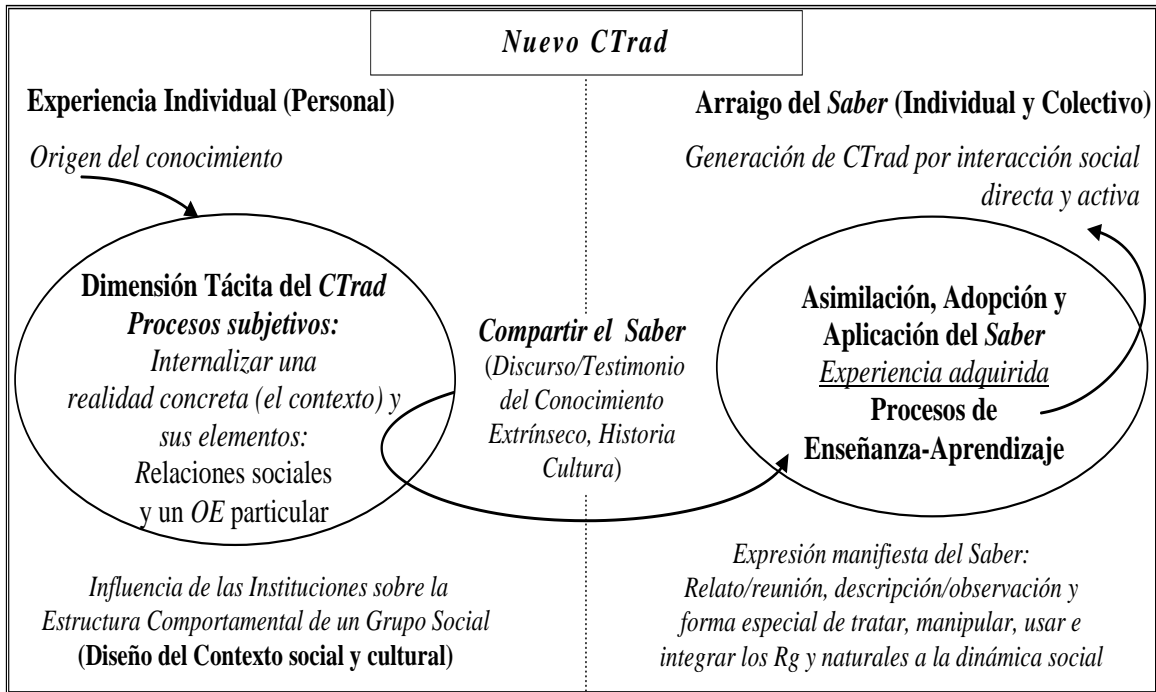 Nuevo CTrad
Experiencia Individual (Personal)
Origen del conocimiento
Dimensión Tácita del CTrad
Procesos subjetivos:
Internalizar una
realidad concreta (el contexto) y
sus elementos:
Relaciones sociales
y un OE particular
Influencia de las Instituciones sobre la
Estructura Comportamental de un Grupo Social
(Diseño del Contexto social y cultural)
Compartir el Saber
(Discurso/Testimonio
del Conocimiento
Extrínseco, Historia
Cultura)
Arraigo del Saber (Individual y Colectivo)
Generación de CTrad por interacción social
directa y activa
Asimilación, Adopción y
Aplicación del Saber
Experiencia adquirida
Procesos de
Enseñanza-Aprendizaje
Expresión manifiesta del Saber:
Relato/reunión, descripción/observación y
forma especial de tratar, manipular, usar e
integrar los Rg y naturales a la dinámica social